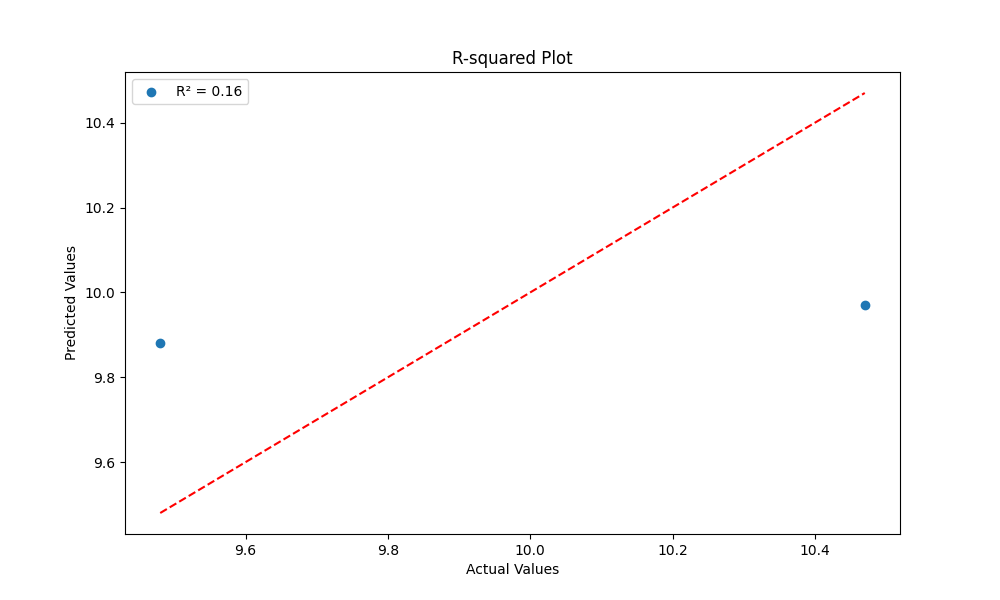 R-squared Plot
R² = 0.16
10.4
10.2
10.0
9.8
9.6
Predicted Values
9.6 9.8 10.0 10.2 10.4
Actual Values